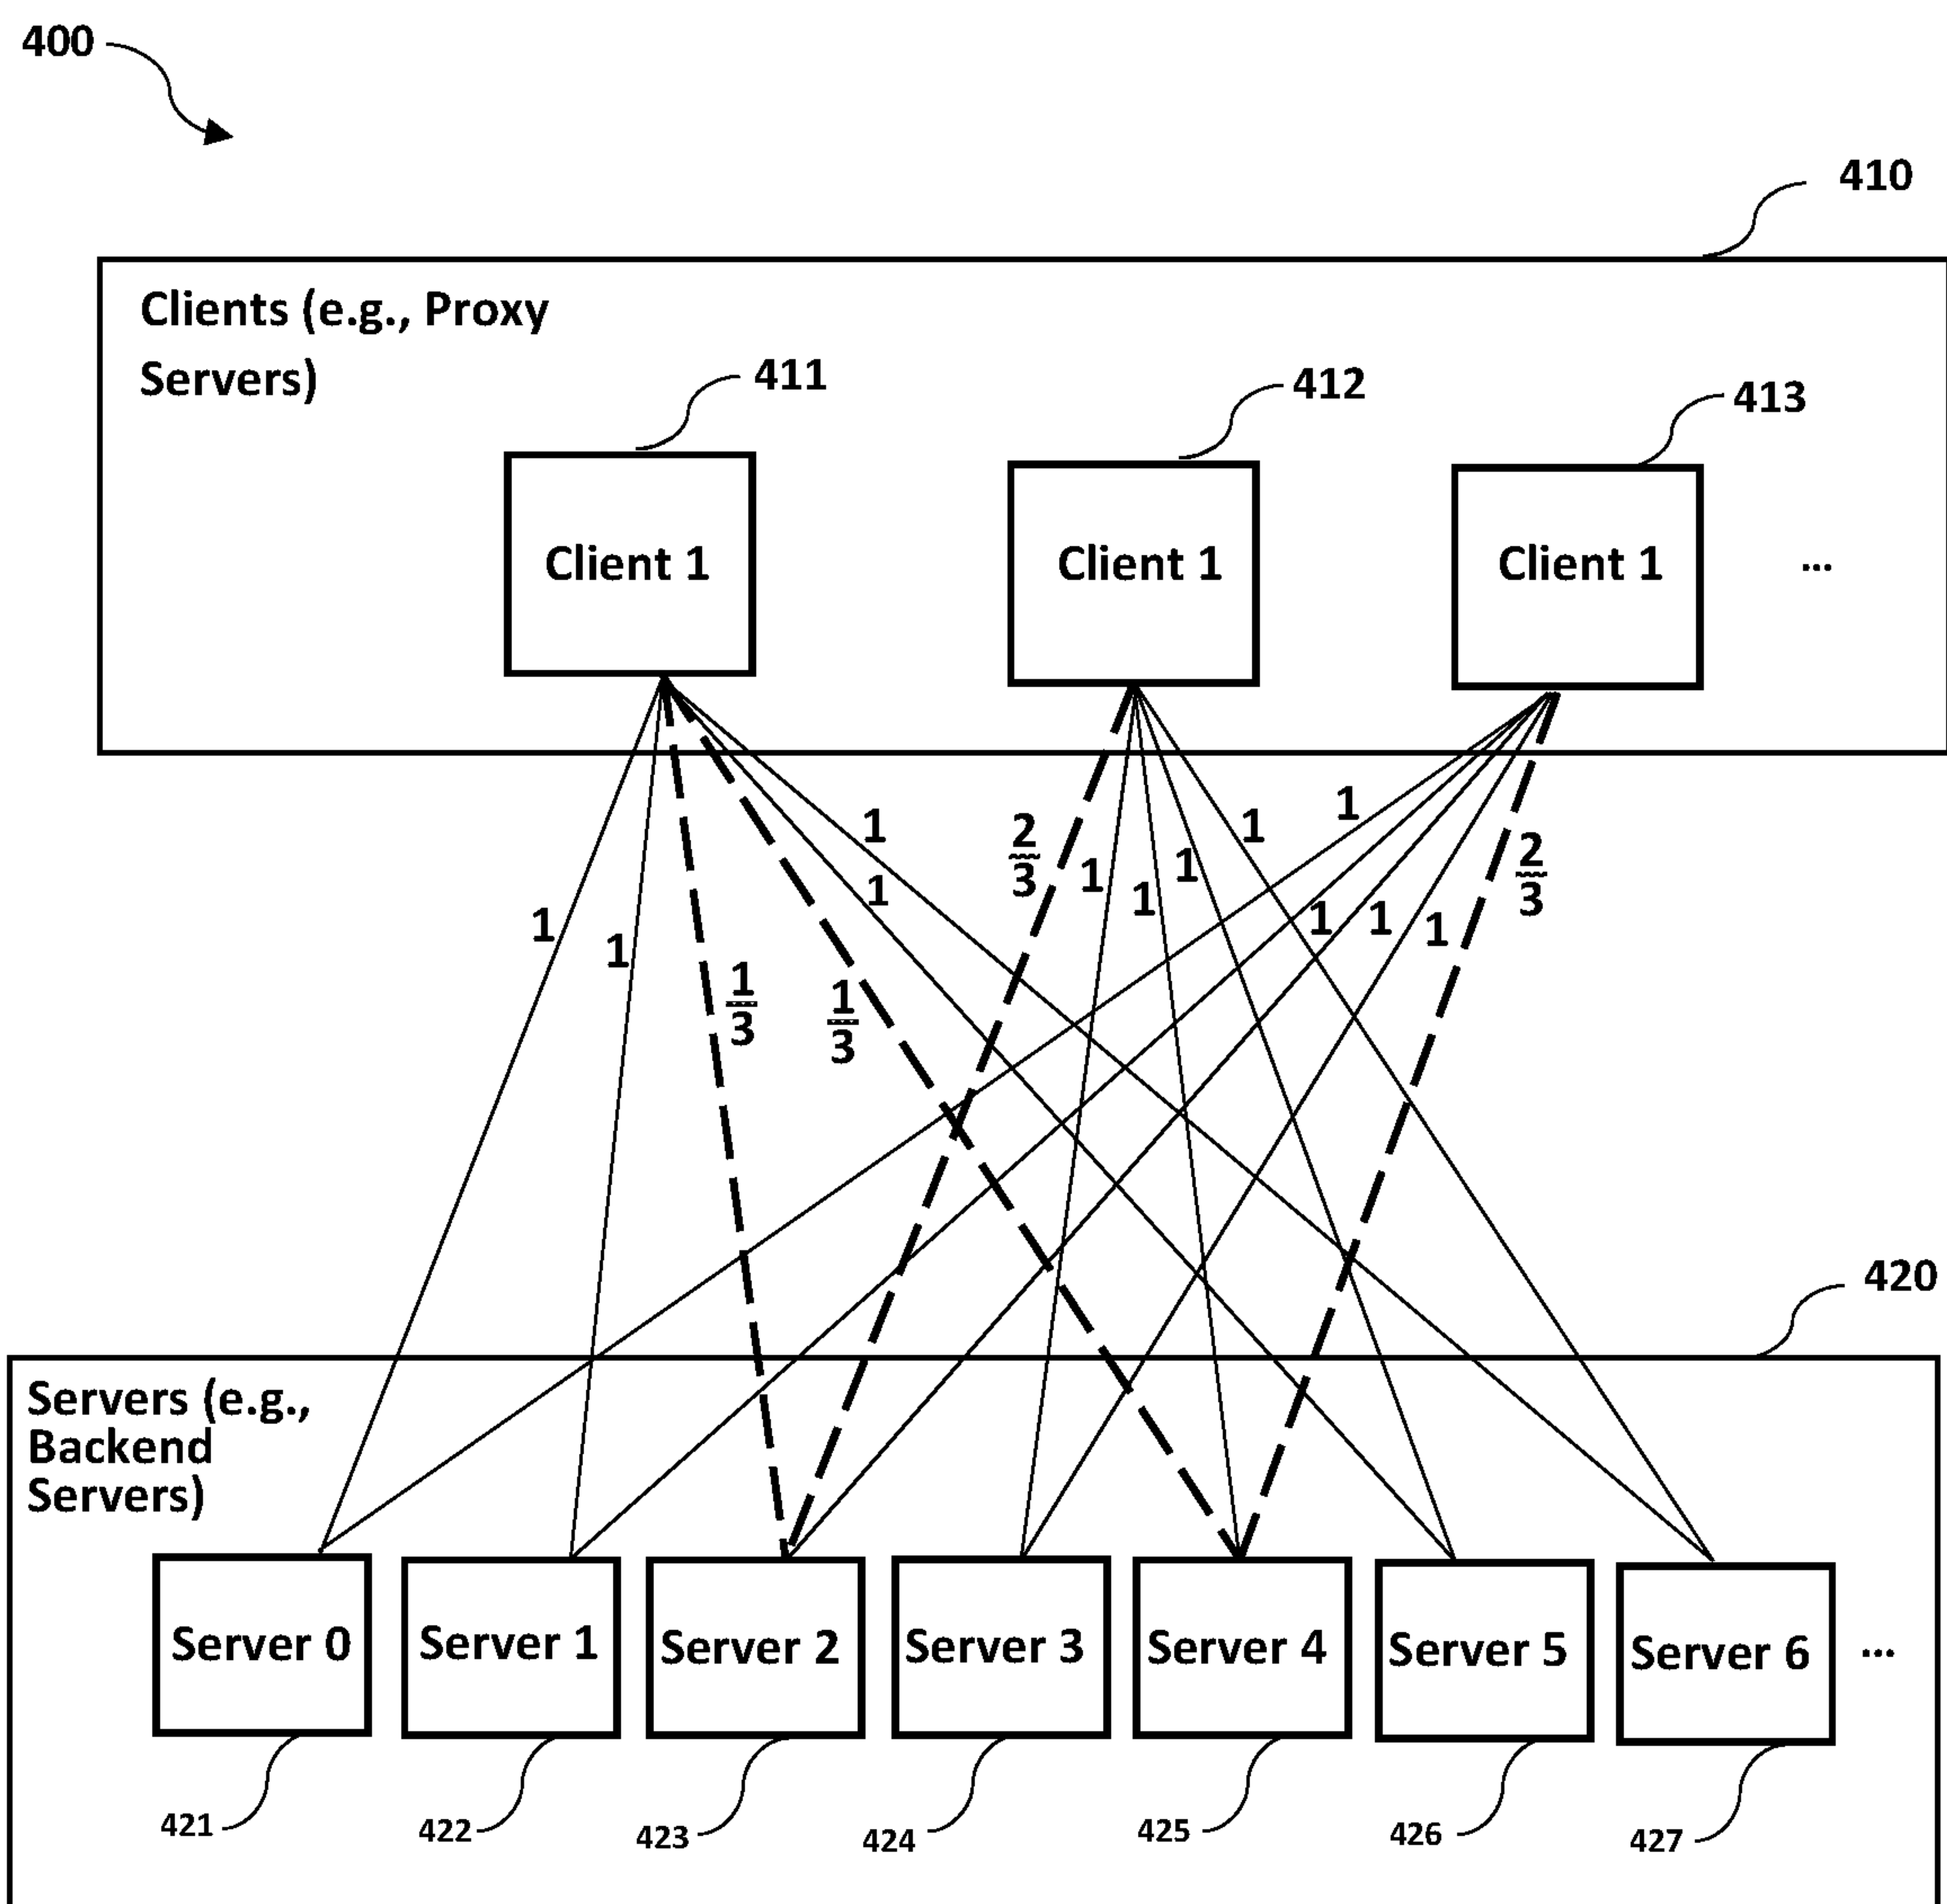 400
410
Clients (e.g., Proxy
Servers)
411
412
413
Client 1
Client 1
Client 1
...
1
1
1
1
2
3
1
1
1
1
1
2
3
1
1
1
1
3
1
3
420
Servers (e.g.,
Backend
Servers)
Server 0
Server 1
Server 2
Server 3
Server 4
Server 5
Server 6
...
421
422
423
424
425
426
427